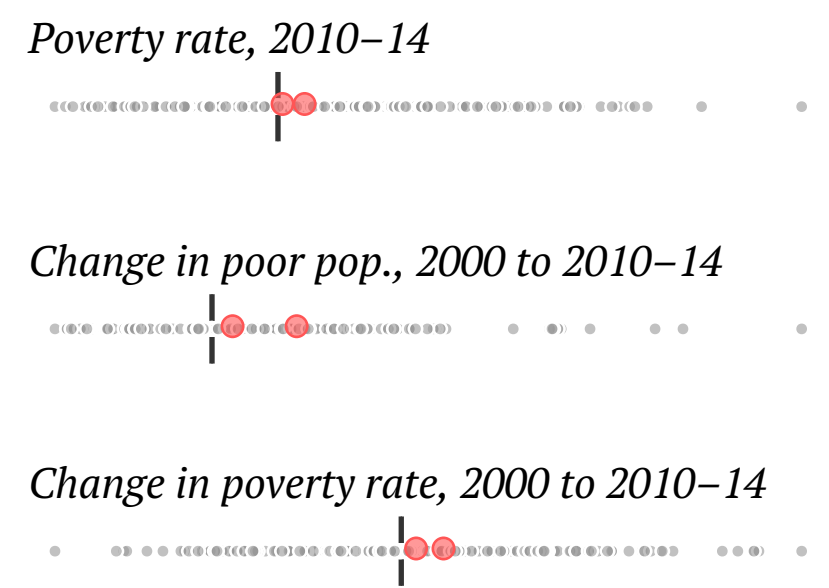 Poverty rate, 2010–14
Change in poor pop., 2000 to 2010–14
Change in poverty rate, 2000 to 2010–14